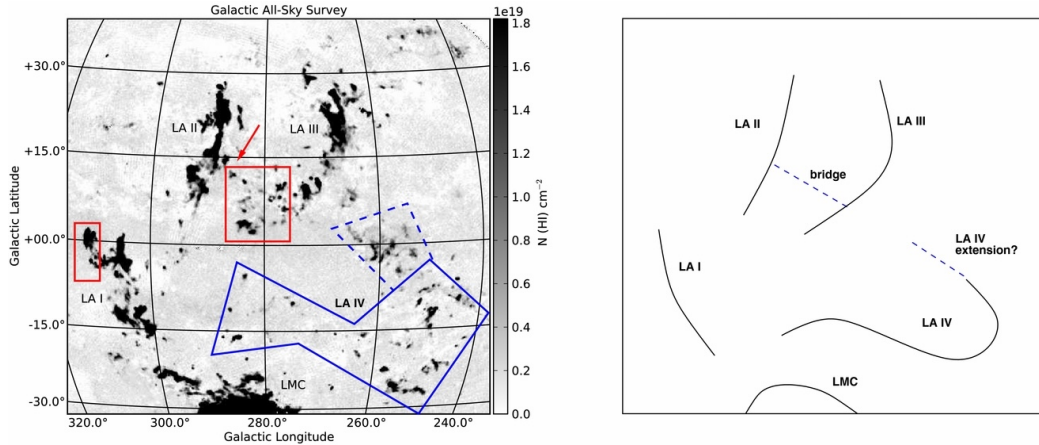 Galactic All-Sky Survey
1e19
+30.0°
+15.0°
+00.0°
-15.0°
-30.0°
Galactic Latitude
320.0°
300.0°
280.0°
260.0°
240.0°
Galactic Longitude
LA II
LA III
LA I
LA IV
LMC
1.8
1.6
1.4
1.2
1.0
0.8
0.6
0.4
0.2
0.0
N (HI) cm⁻²
LA II
LA III
bridge
LA I
LA IV
extension?
LA IV
LMC